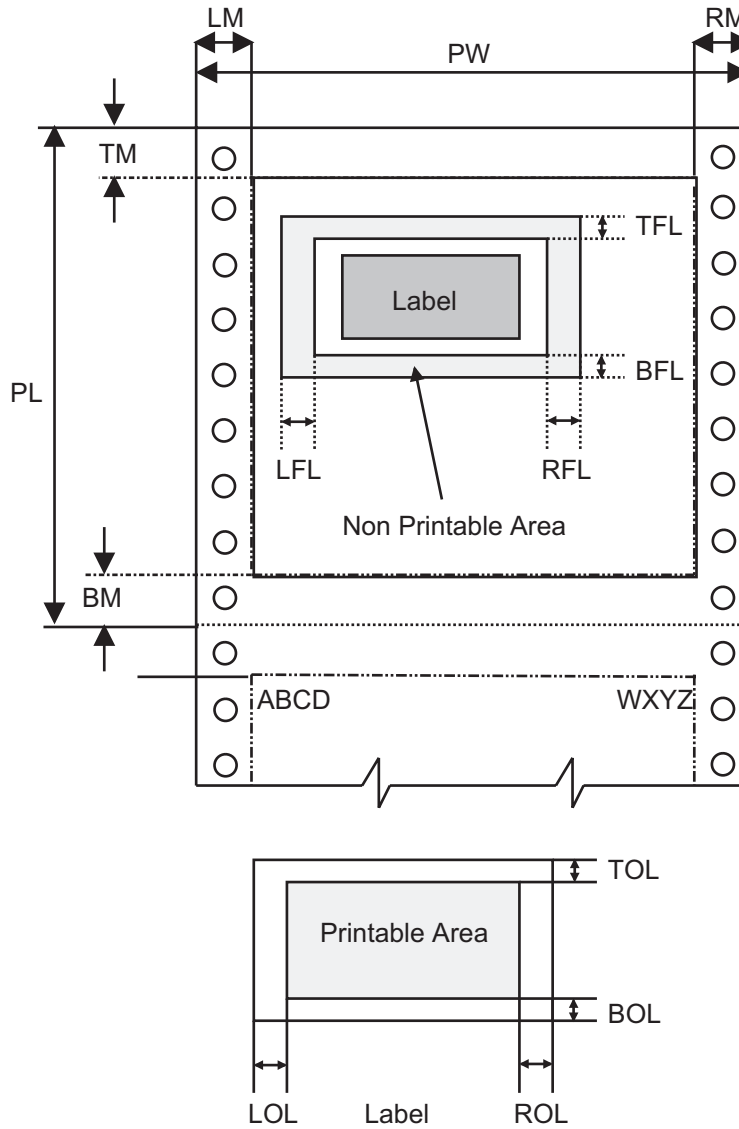 LM
RM
PW
TM
TFL
Label
BFL
PL
LFL
RFL
Non Printable Area
BM
ABCD
WXYZ
TOL
Printable Area
BOL
LOL
Label
ROL